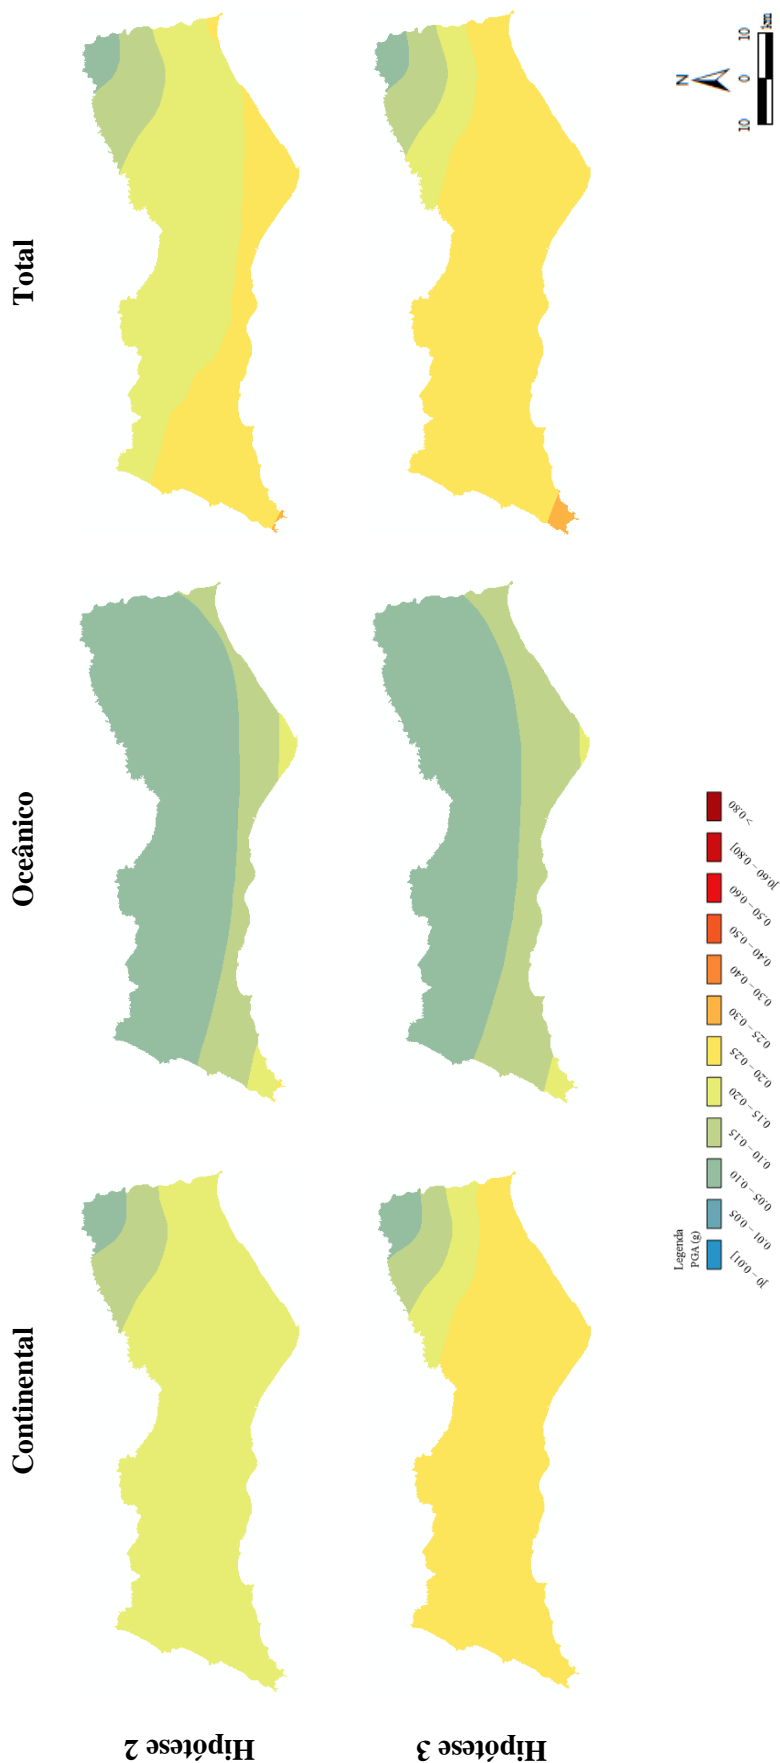 Continental
Oceânico
Total
Hipótese 2
Hipótese 3
Legenda
PGA (g)
]0 – 0.01]
0.01 – 0.05
0.05 – 0.10
0.10 – 0.15
0.15 – 0.20
0.20 – 0.25
0.25 – 0.30
0.30 – 0.40
0.40 – 0.50
0.50 – 0.60
]0.60 – 0.80]
> 0.80
N
10 0 10
km